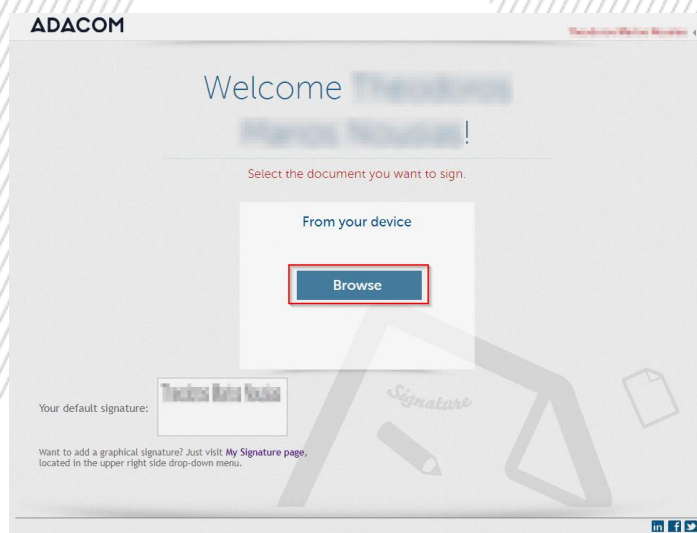 ADACOM
Welcome
!
Select the document you want to sign.
From your device
Browse
Signature
Your default signature:
Want to add a graphical signature? Just visit My Signature page,
located in the upper right side drop-down menu.
in f